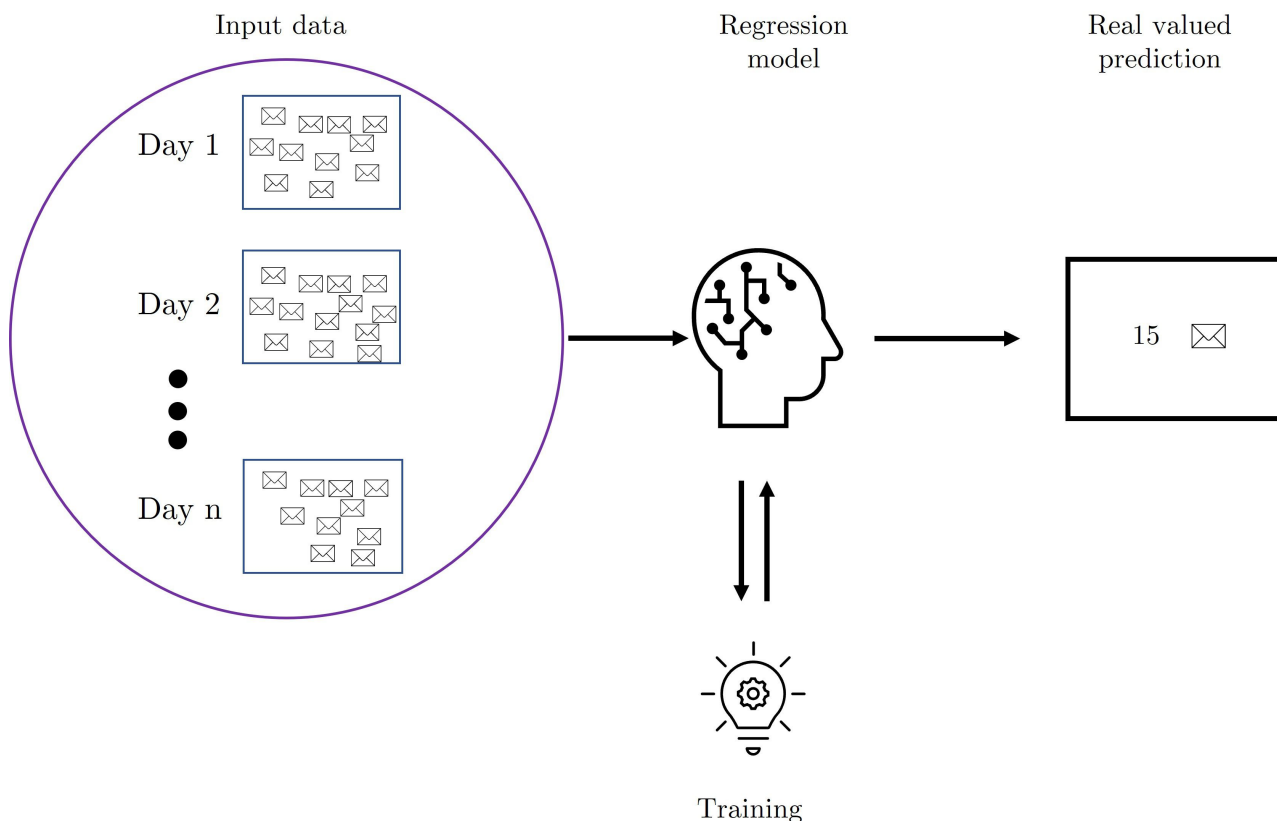 Input data
Regression
model
Real valued
prediction
Day 1
Day 2
Day n
15
Training